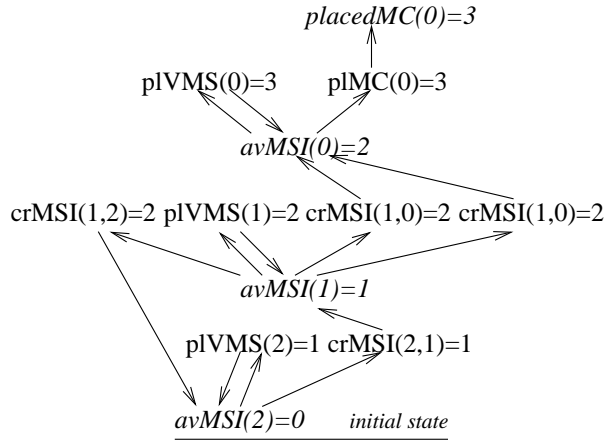 placedMC(0)=3
plVMS(0)=3 plMC(0)=3
avMSI(0)=2
crMSI(1,2)=2 plVMS(1)=2 crMSI(1,0)=2 crMSI(1,0)=2
avMSI(1)=1
plVMS(2)=1 crMSI(2,1)=1
avMSI(2)=0 initial state